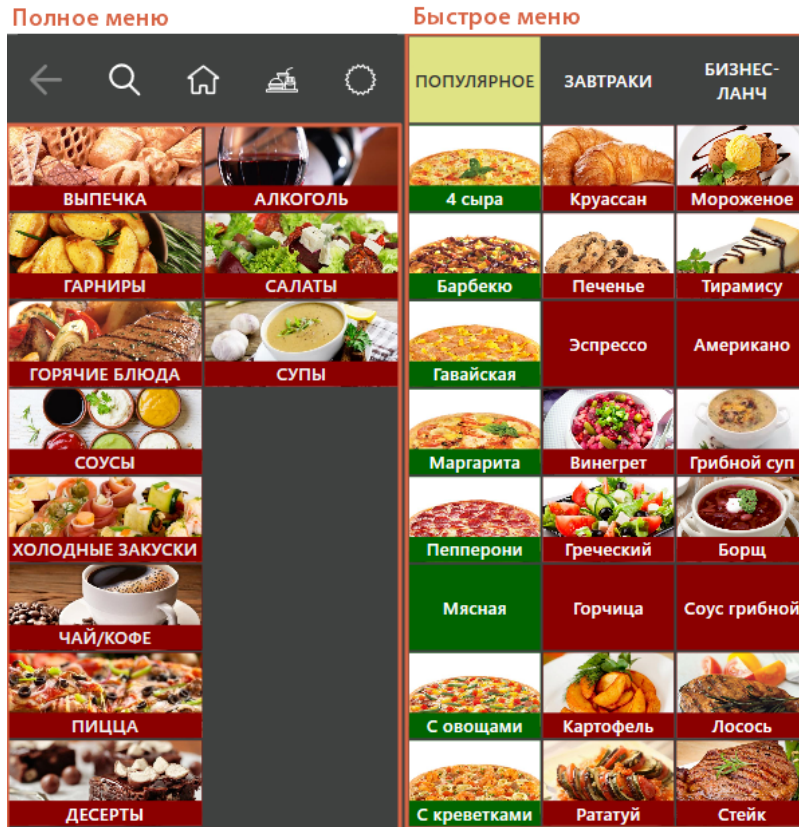 Полное меню
Быстрое меню
ПОПУЛЯРНОЕ
ЗАВТРАКИ
БИЗНЕС-
ЛАНЧ
ВЫПЕЧКА
АЛКОГОЛЬ
4 сыра
Круассан
Мороженое
ГАРНИРЫ
САЛАТЫ
Барбекю
Печенье
Тирамису
ГОРЯЧИЕ БЛЮДА
СУПЫ
Гавайская
Эспрессо
Американо
СОУСЫ
Маргарита
Винегрет
Грибной суп
ХОЛОДНЫЕ ЗАКУСКИ
Пепперони
Греческий
Борщ
ЧАЙ/КОФЕ
Мясная
Горчица
Соус грибной
ПИЦЦА
С овощами
Картофель
Лосось
ДЕСЕРТЫ
С креветками
Рататуй
Стейк